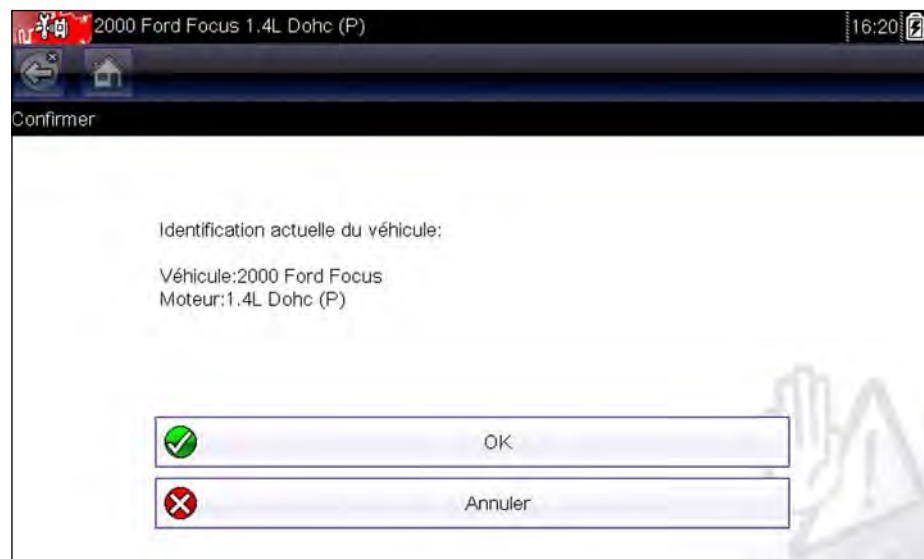 2000 Ford Focus 1.4L Dohc (P)
16:20
Confirmer
Identification actuelle du véhicule:
Véhicule:2000 Ford Focus
Moteur:1.4L Dohc (P)
OK
Annuler